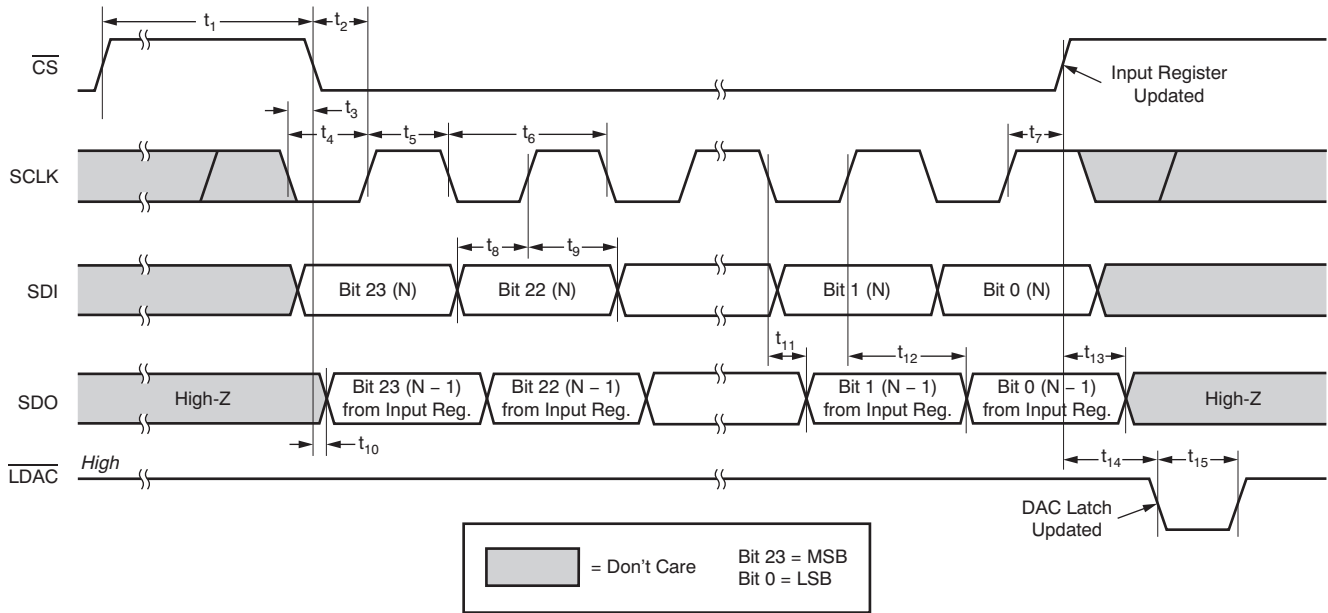 t1
t2
CS
Input Register
Updated
t3
t4
t5
t6
t7
SCLK
t8
t9
SDI
Bit 23 (N)
Bit 22 (N)
Bit 1 (N)
Bit 0 (N)
t11
t12
t13
SDO
High-Z
Bit 23 (N – 1)
from Input Reg.
Bit 22 (N – 1)
from Input Reg.
Bit 1 (N – 1)
from Input Reg.
Bit 0 (N – 1)
from Input Reg.
High-Z
t10
High
LDAC
t14
t15
DAC Latch
Updated
= Don't Care
Bit 23 = MSB
Bit 0 = LSB